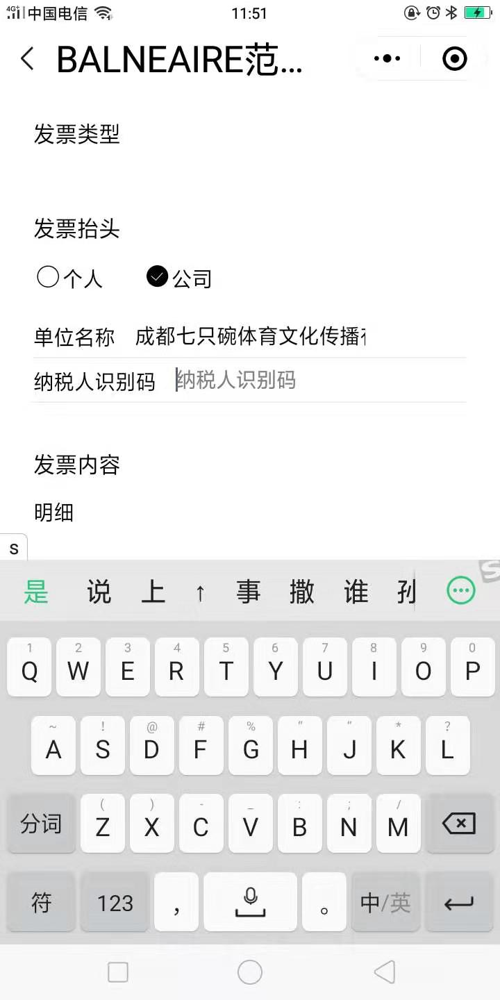 4G+ 中国电信 11:51
BALNEAIRE范...
发票类型
发票抬头
个人 公司
单位名称 成都七只碗体育文化传播
纳税人识别码 纳税人识别码
发票内容
明细
s
是 说 上 ↑ 事 撒 谁 孙
1 2 3 4 5 6 7 8 9 0
Q W E R T Y U I O P
~ ! @ # % “ “ * ?
A S D F G H J K L
( ) - _ : ; /
分词 Z X C V B N M
符 123 ， 。 中/英